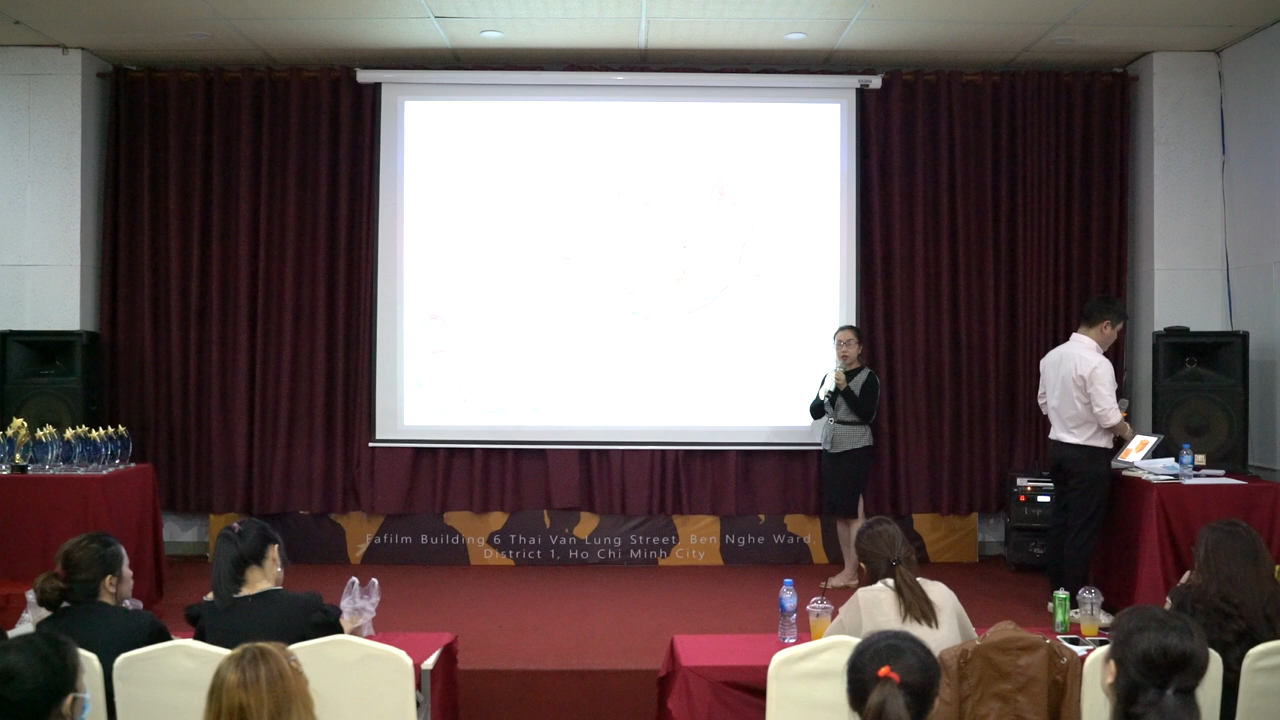 Fafilm Building 6 Thai Van Lung Street, Ben Nghe Ward,
District 1, Ho Chi Minh City